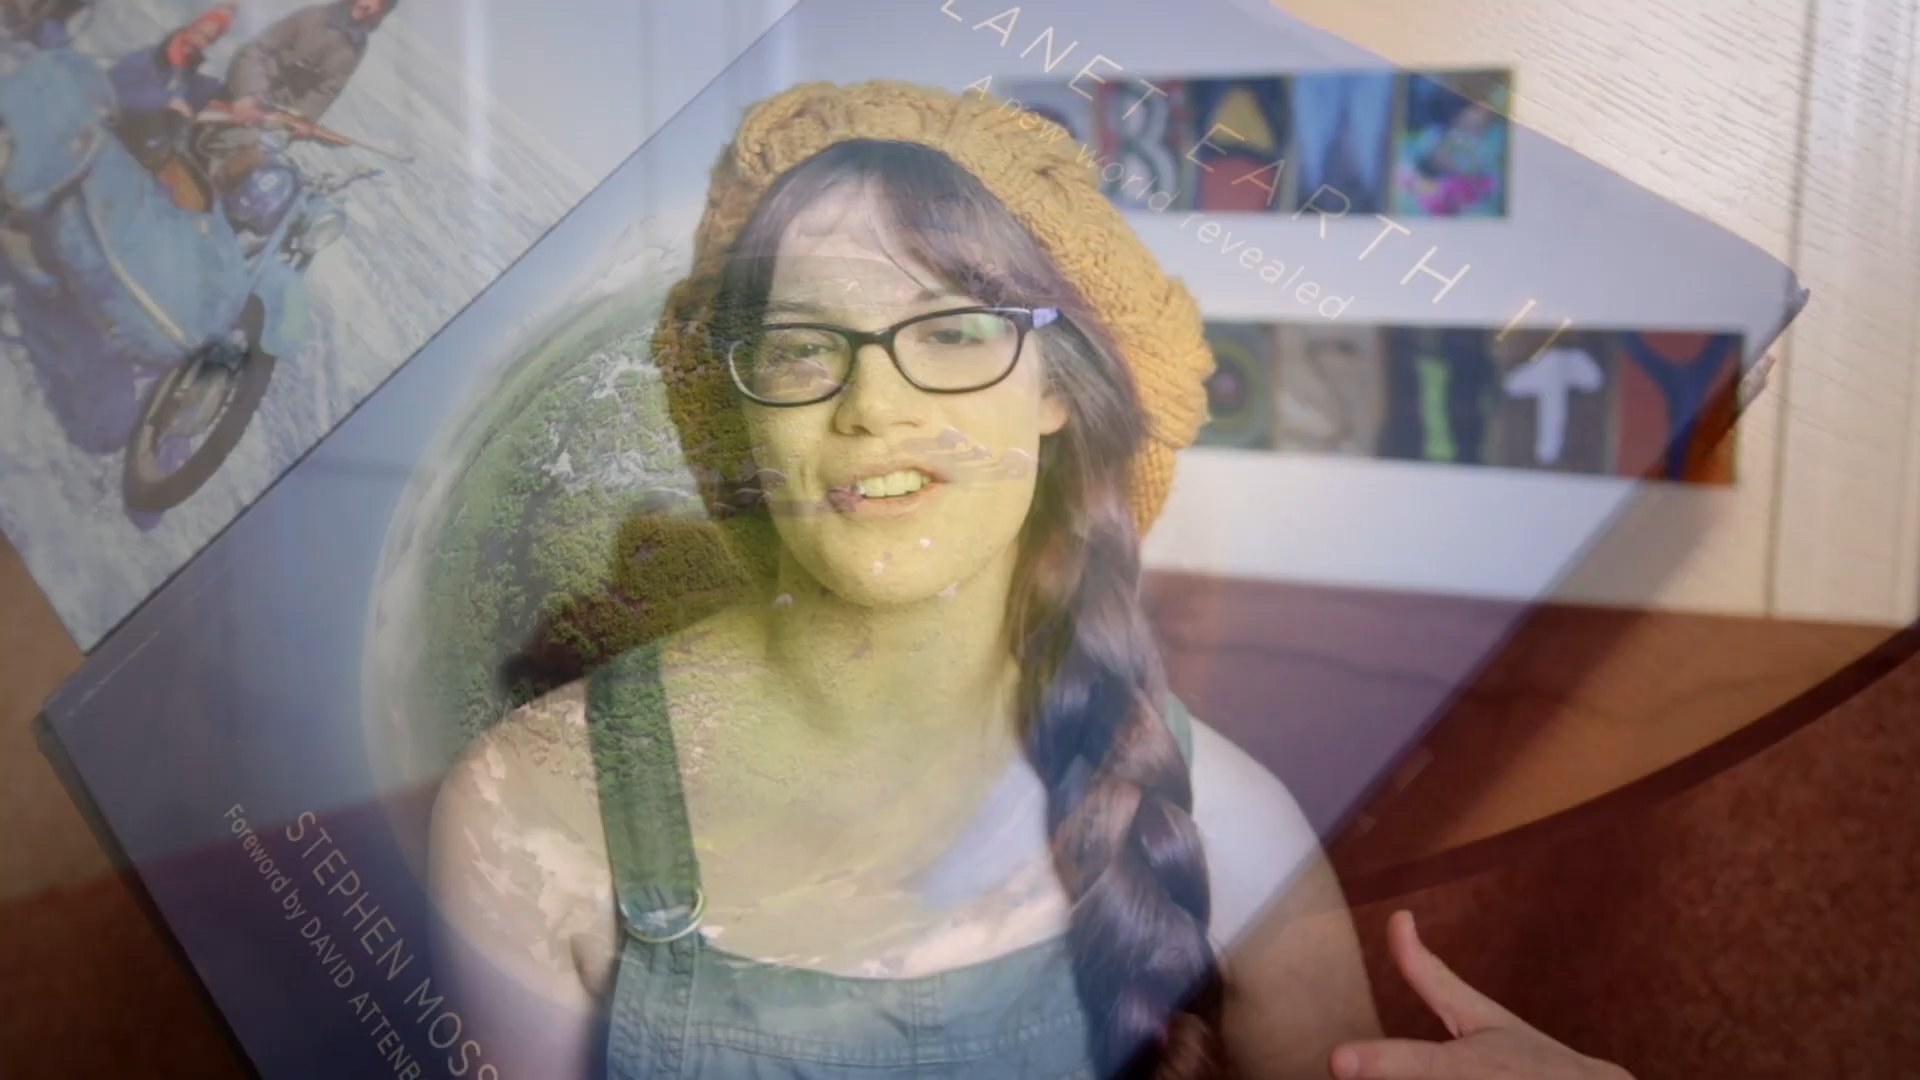 LANET EARTH II
A new world revealed
STEPHEN MOSS
Foreword by DAVID ATTENB